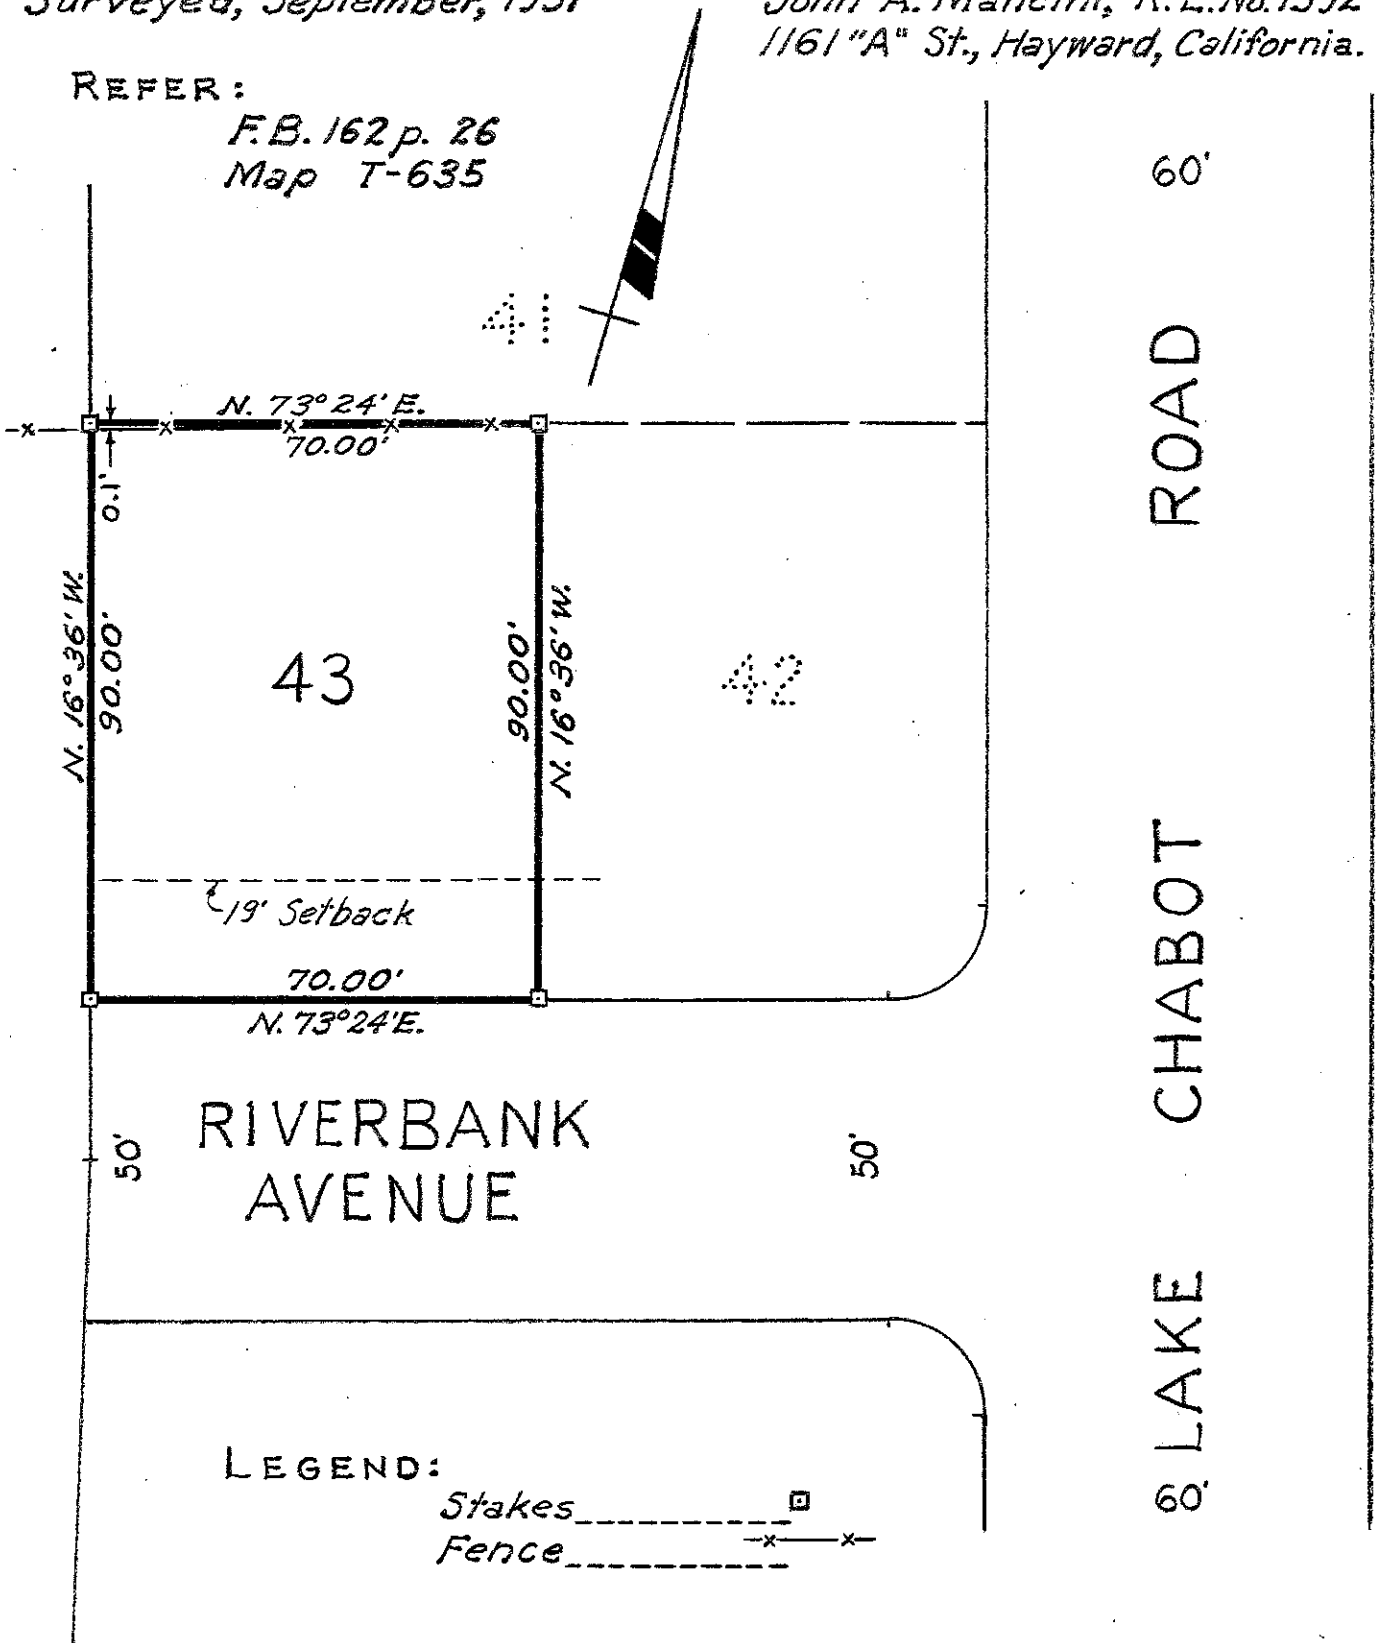 Surveyed, September, 1951
John A. Mancini, R.E.No.
1161 "A" St., Hayward, California.
REFER:
F.B. 162 p. 26
Map T-635
60'
41
N. 73°24' E.
70.00'
0.1'
N. 16°36' W.
90.00'
43
90.00'
N. 16°36' W.
42
19' Setback
70.00'
N. 73°24' E.
RIVERBANK
AVENUE
50'
50'
LAKE CHABOT ROAD
60'
LEGEND:
Stakes
Fence